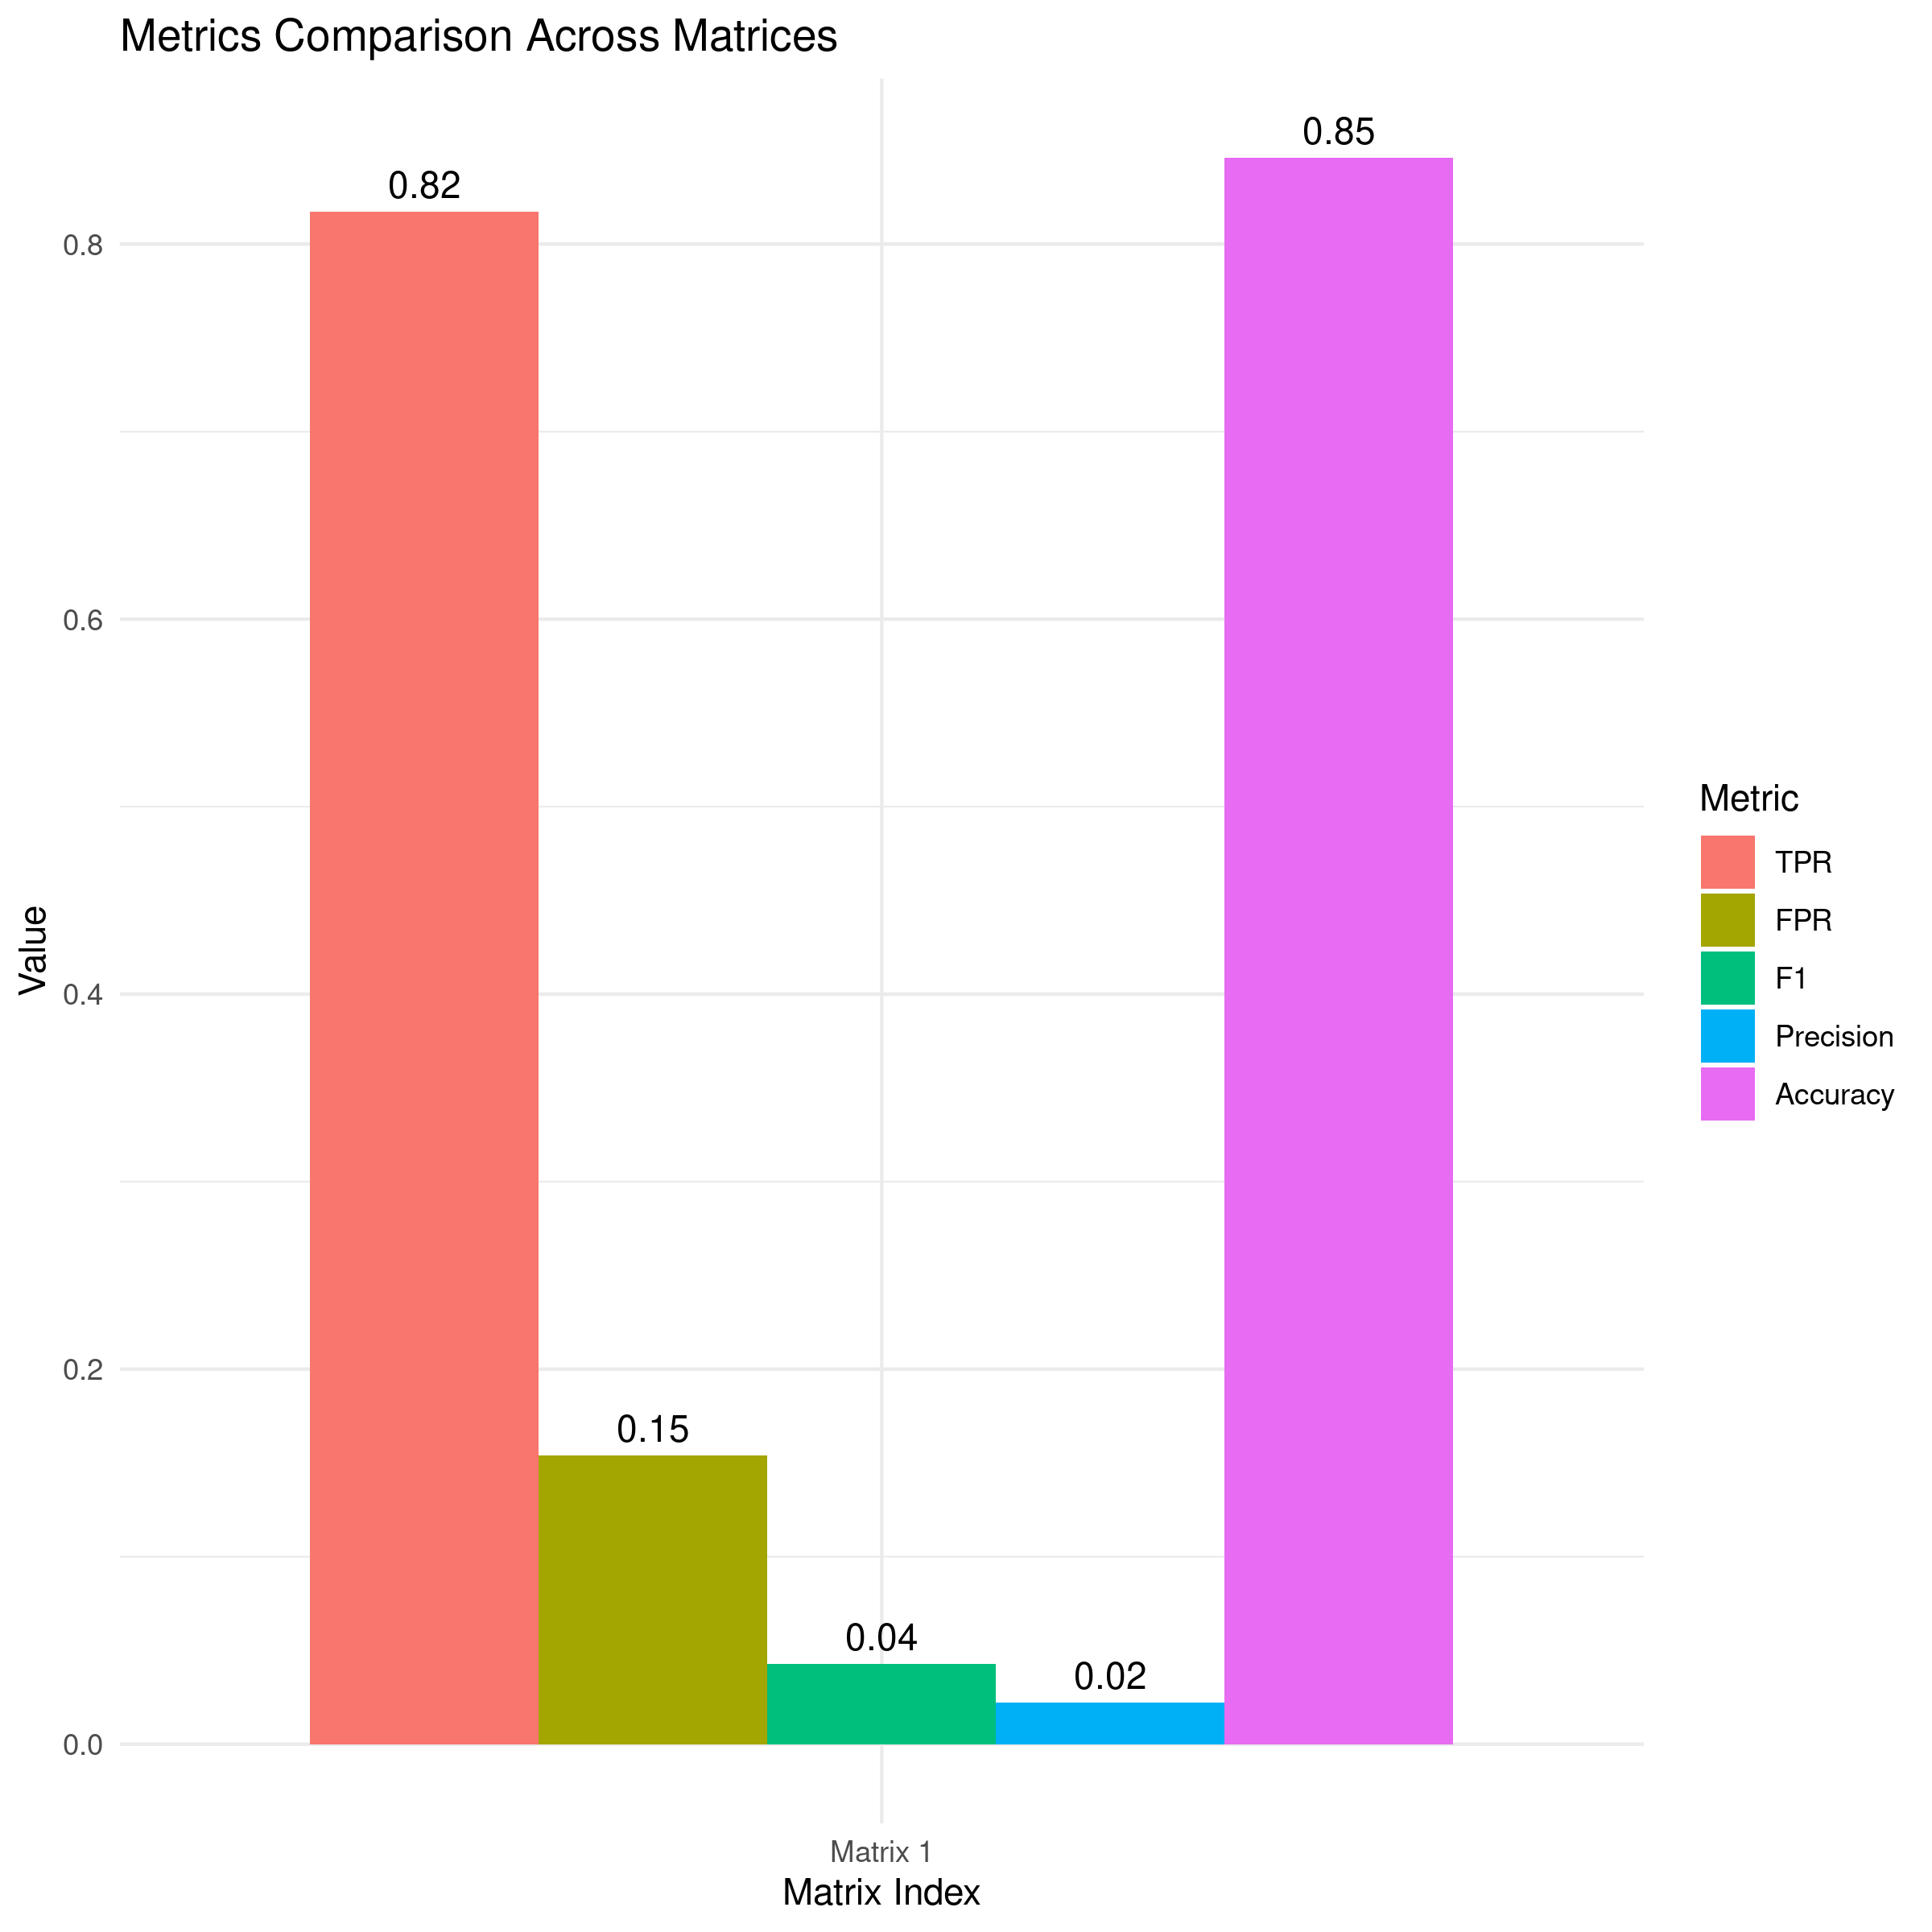 Metrics Comparison Across Matrices
0.85
0.82
0.8
0.6
0.4
0.2
0.0
Value
0.15
0.04
0.02
Matrix 1
Matrix Index
Metric
TPR
FPR
F1
Precision
Accuracy